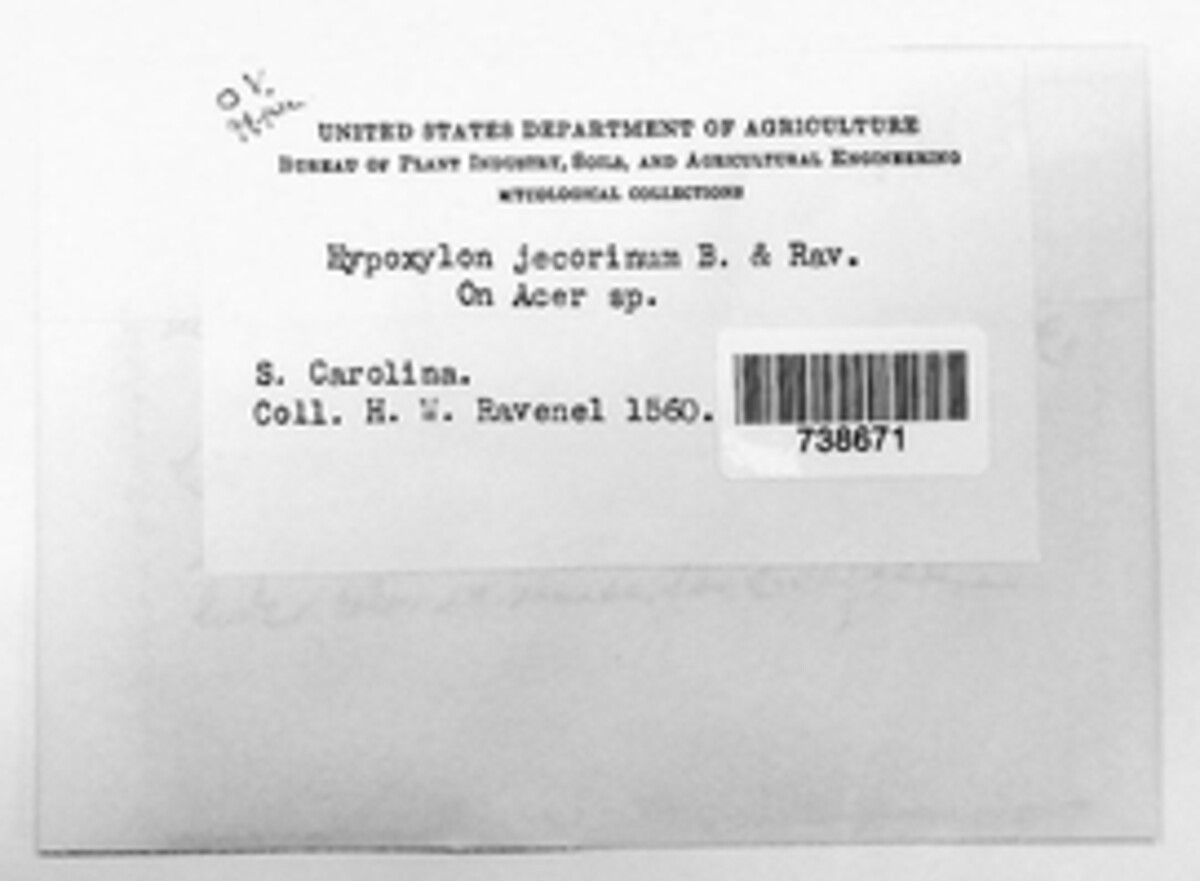 O V.
UNITED STATES DEPARTMENT OF AGRICULTURE
BUREAU OF PLANT INDUSTRY, SOILS, AND AGRICULTURAL ENGINEERING
MYCOLOGICAL COLLECTIONS
Hypoxylon jecorinum B. & Rav.
On Acer sp.
S. Carolina.
Coll. H. W. Ravenel 1560.
738671